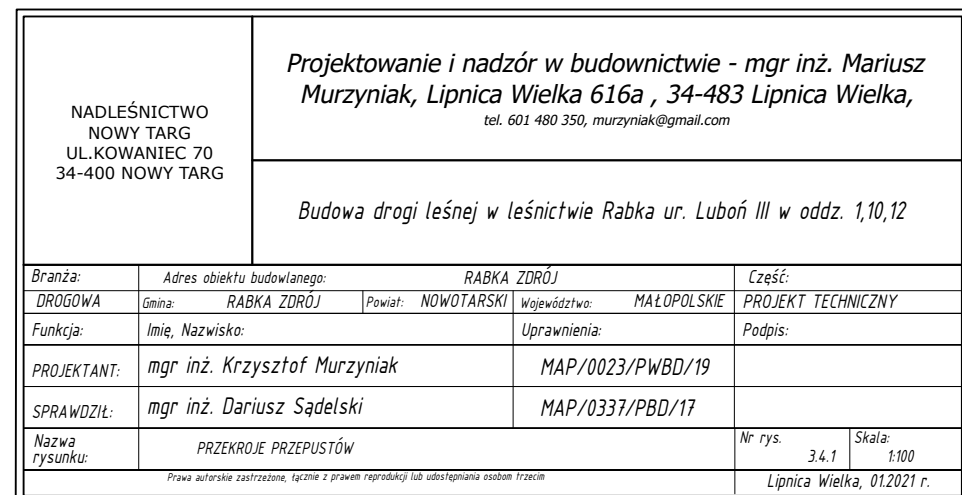 NADLEŚNICTWO
NOWY TARG
UL.KOWANIEC 70
34-400 NOWY TARG
Projektowanie i nadzór w budownictwie - mgr inż. Mariusz
Murzyniak, Lipnica Wielka 616a , 34-483 Lipnica Wielka,
tel. 601 480 350, murzyniak@gmail.com
Budowa drogi leśnej w leśnictwie Rabka ur. Luboń III w oddz. 1,10,12
Branża: Adres obiektu budowlanego: RABKA ZDRÓJ Część:
DROGOWA Gmina: RABKA ZDRÓJ Powiat: NOWOTARSKI Województwo: MAŁOPOLSKIE PROJEKT TECHNICZNY
Funkcja: Imię, Nazwisko: Uprawnienia: Podpis:
PROJEKTANT: mgr inż. Krzysztof Murzyniak MAP/0023/PWBD/19
SPRAWDZIŁ: mgr inż. Dariusz Sądelski MAP/0337/PBD/17
Nazwa
rysunku: PRZEKROJE PRZEPUSTÓW Nr rys. 3.4.1 Skala: 1:100
Prawa autorskie zastrzeżone, łącznie z prawem reprodukcji lub udostępniania osobom trzecim Lipnica Wielka, 01.2021 r.